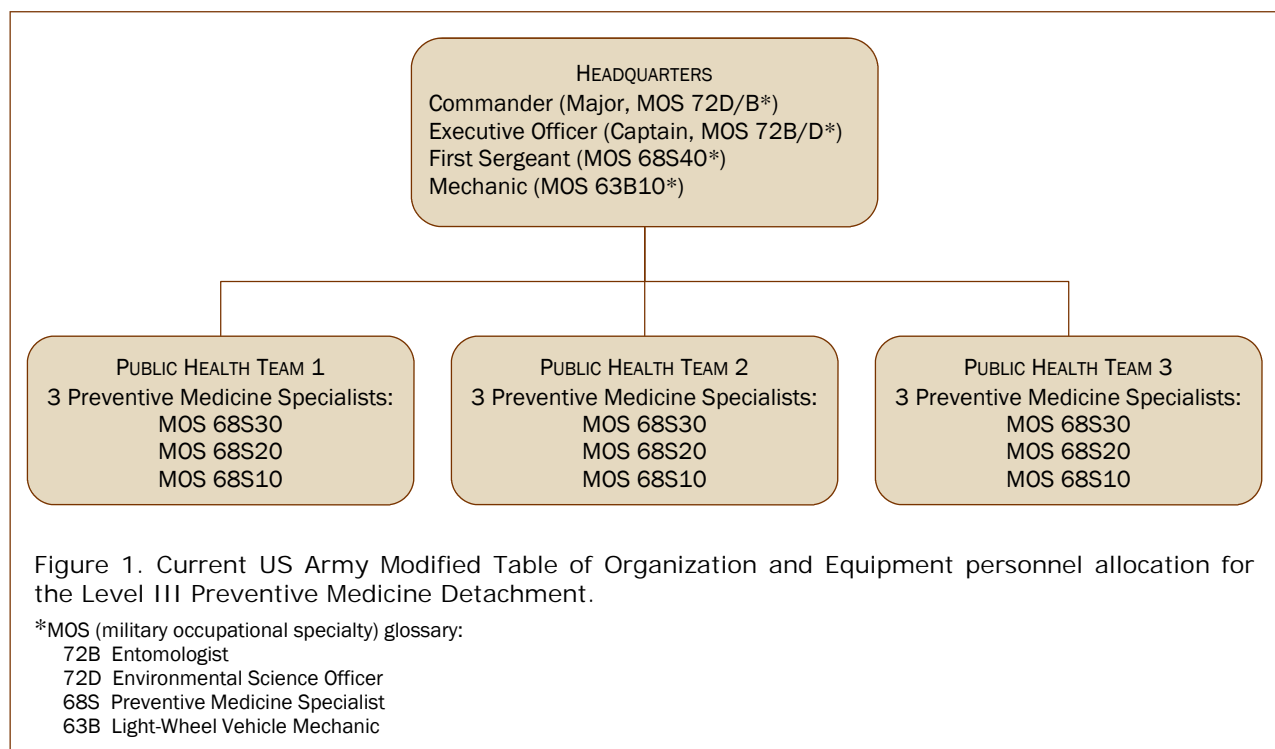 HEADQUARTERS
Commander (Major, MOS 72D/B*)
Executive Officer (Captain, MOS 72B/D*)
First Sergeant (MOS 68S40*)
Mechanic (MOS 63B10*)
PUBLIC HEALTH TEAM 1
3 Preventive Medicine Specialists:
MOS 68S30
MOS 68S20
MOS 68S10
PUBLIC HEALTH TEAM 2
3 Preventive Medicine Specialists:
MOS 68S30
MOS 68S20
MOS 68S10
PUBLIC HEALTH TEAM 3
3 Preventive Medicine Specialists:
MOS 68S30
MOS 68S20
MOS 68S10
Figure 1. Current US Army Modified Table of Organization and Equipment personnel allocation for
the Level III Preventive Medicine Detachment.
*MOS (military occupational specialty) glossary:
72B Entomologist
72D Environmental Science Officer
68S Preventive Medicine Specialist
63B Light-Wheel Vehicle Mechanic